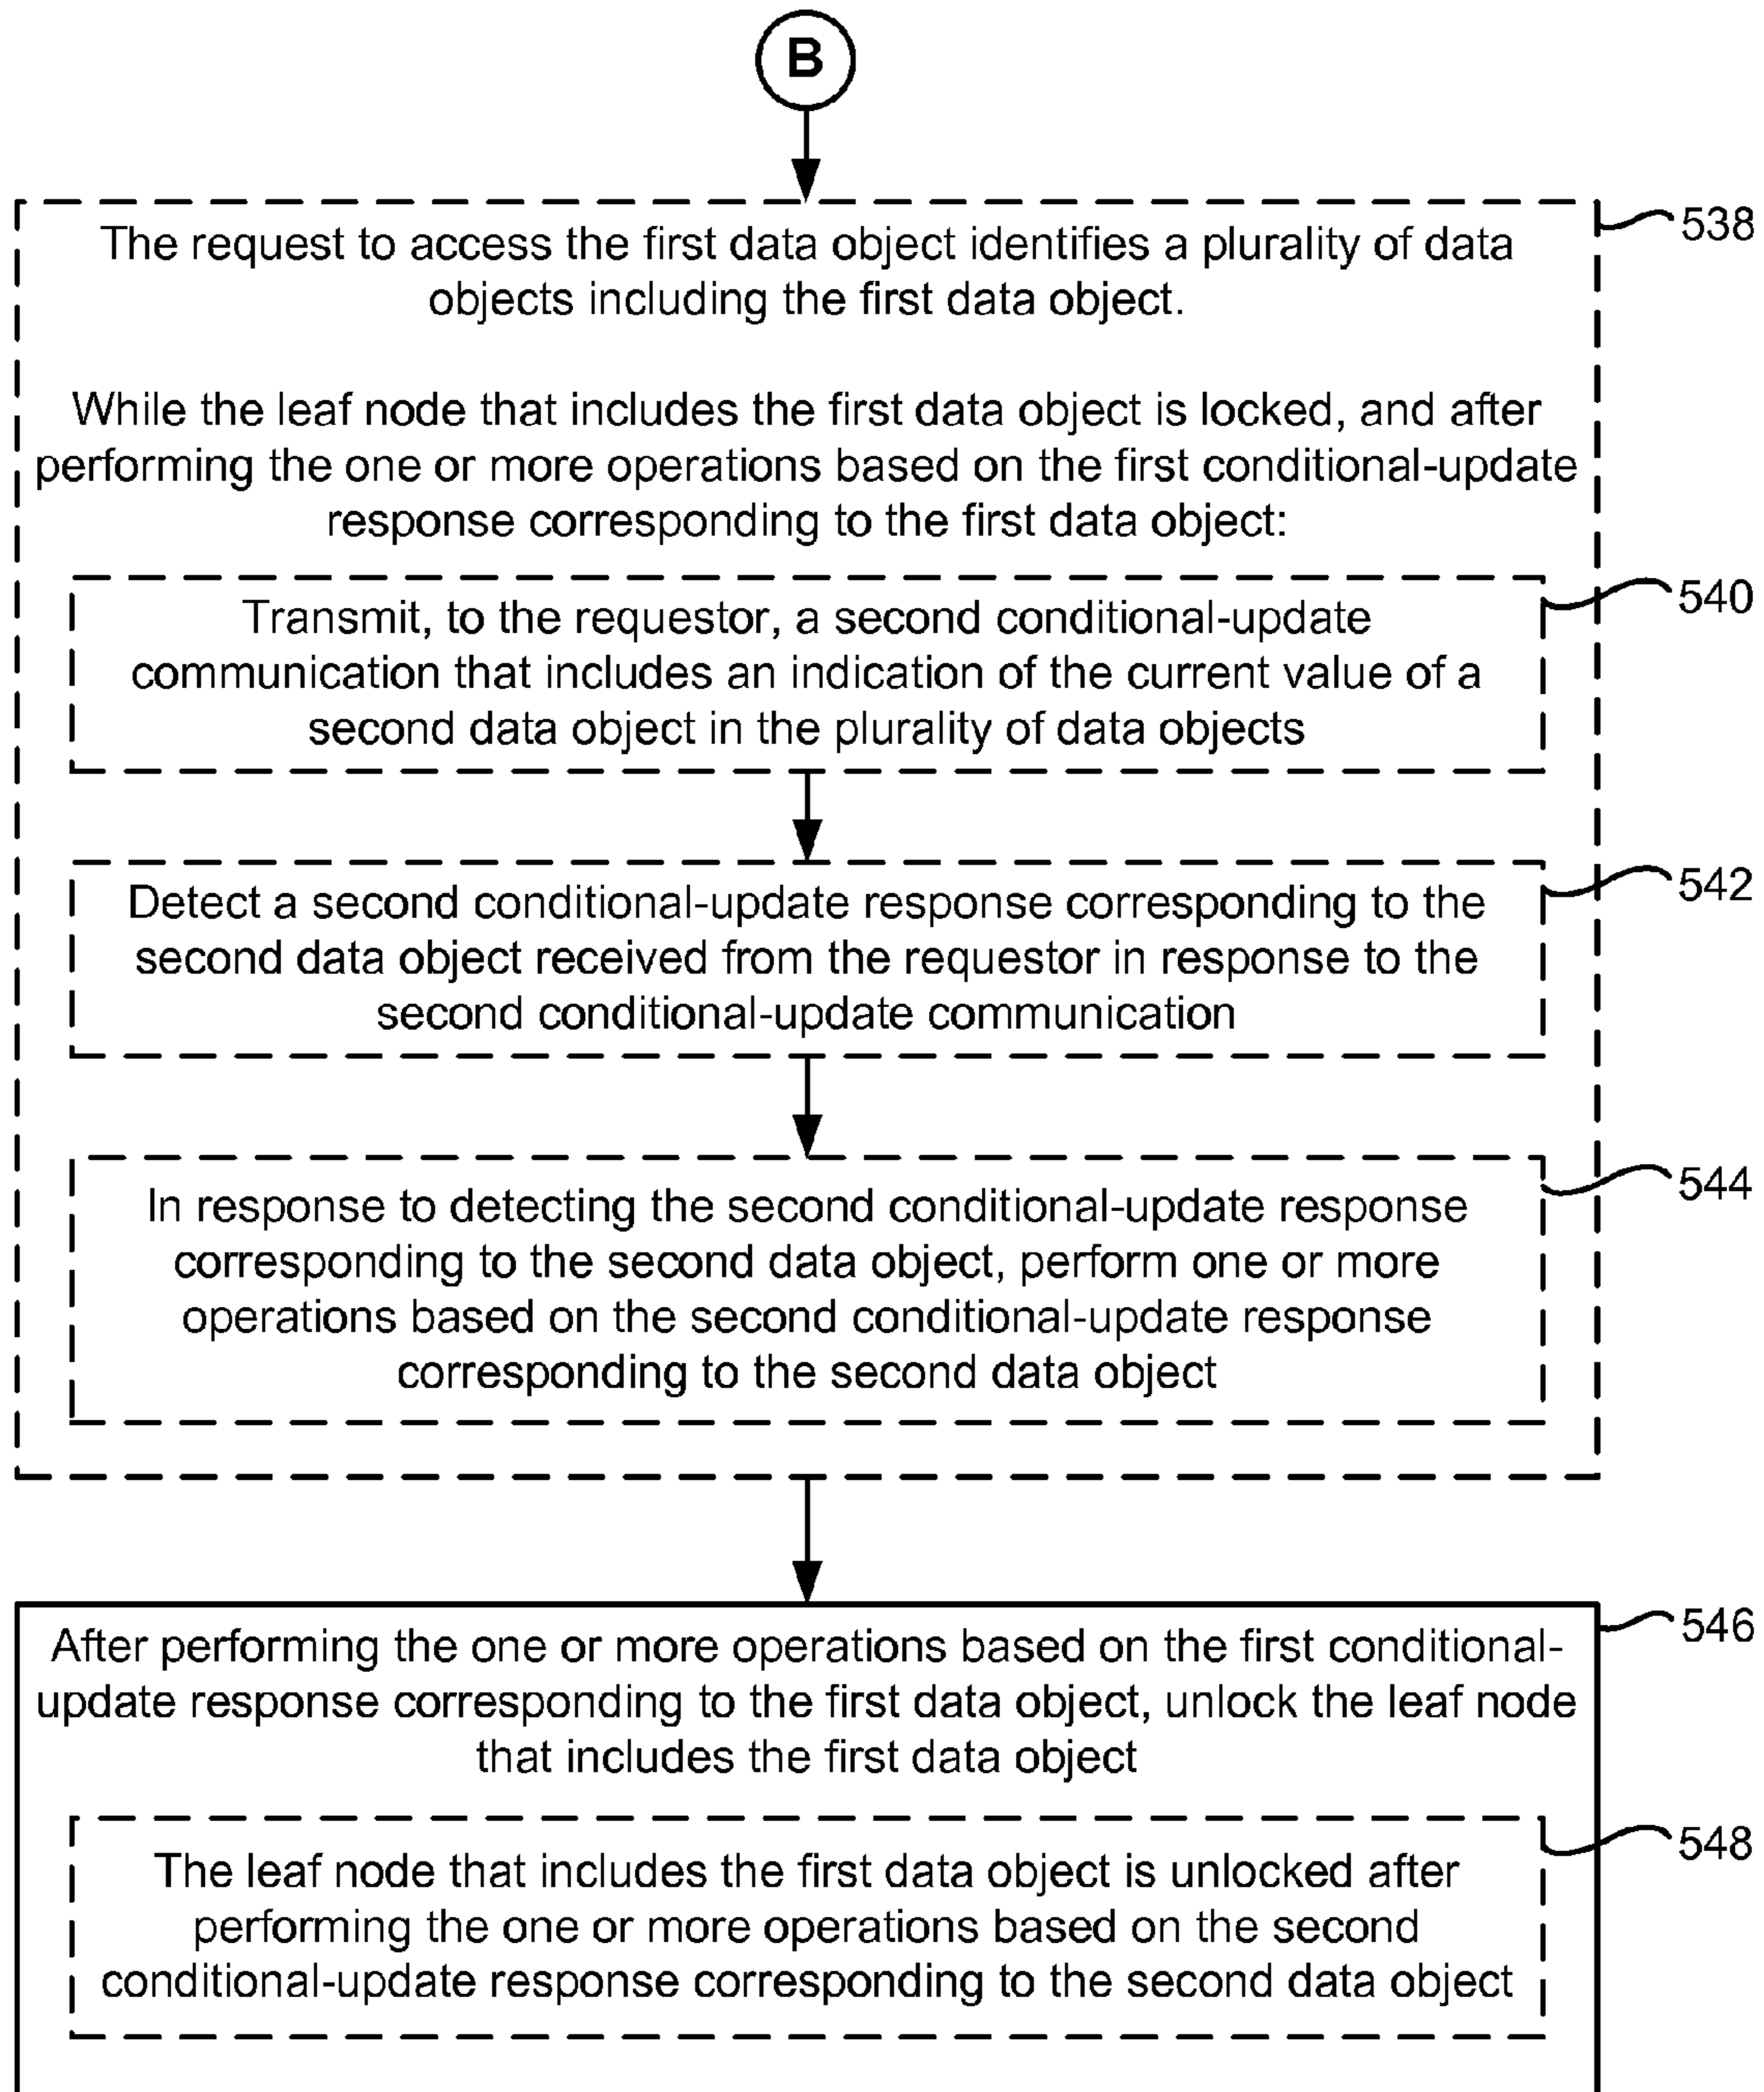 B
538
The request to access the first data object identifies a plurality of data
objects including the first data object.
While the leaf node that includes the first data object is locked, and after
performing the one or more operations based on the first conditional-update
response corresponding to the first data object:
540
Transmit, to the requestor, a second conditional-update
communication that includes an indication of the current value of a
second data object in the plurality of data objects
542
Detect a second conditional-update response corresponding to the
second data object received from the requestor in response to the
second conditional-update communication
544
In response to detecting the second conditional-update response
corresponding to the second data object, perform one or more
operations based on the second conditional-update response
corresponding to the second data object
546
After performing the one or more operations based on the first conditional-
update response corresponding to the first data object, unlock the leaf node
that includes the first data object
548
The leaf node that includes the first data object is unlocked after
performing the one or more operations based on the second
conditional-update response corresponding to the second data object